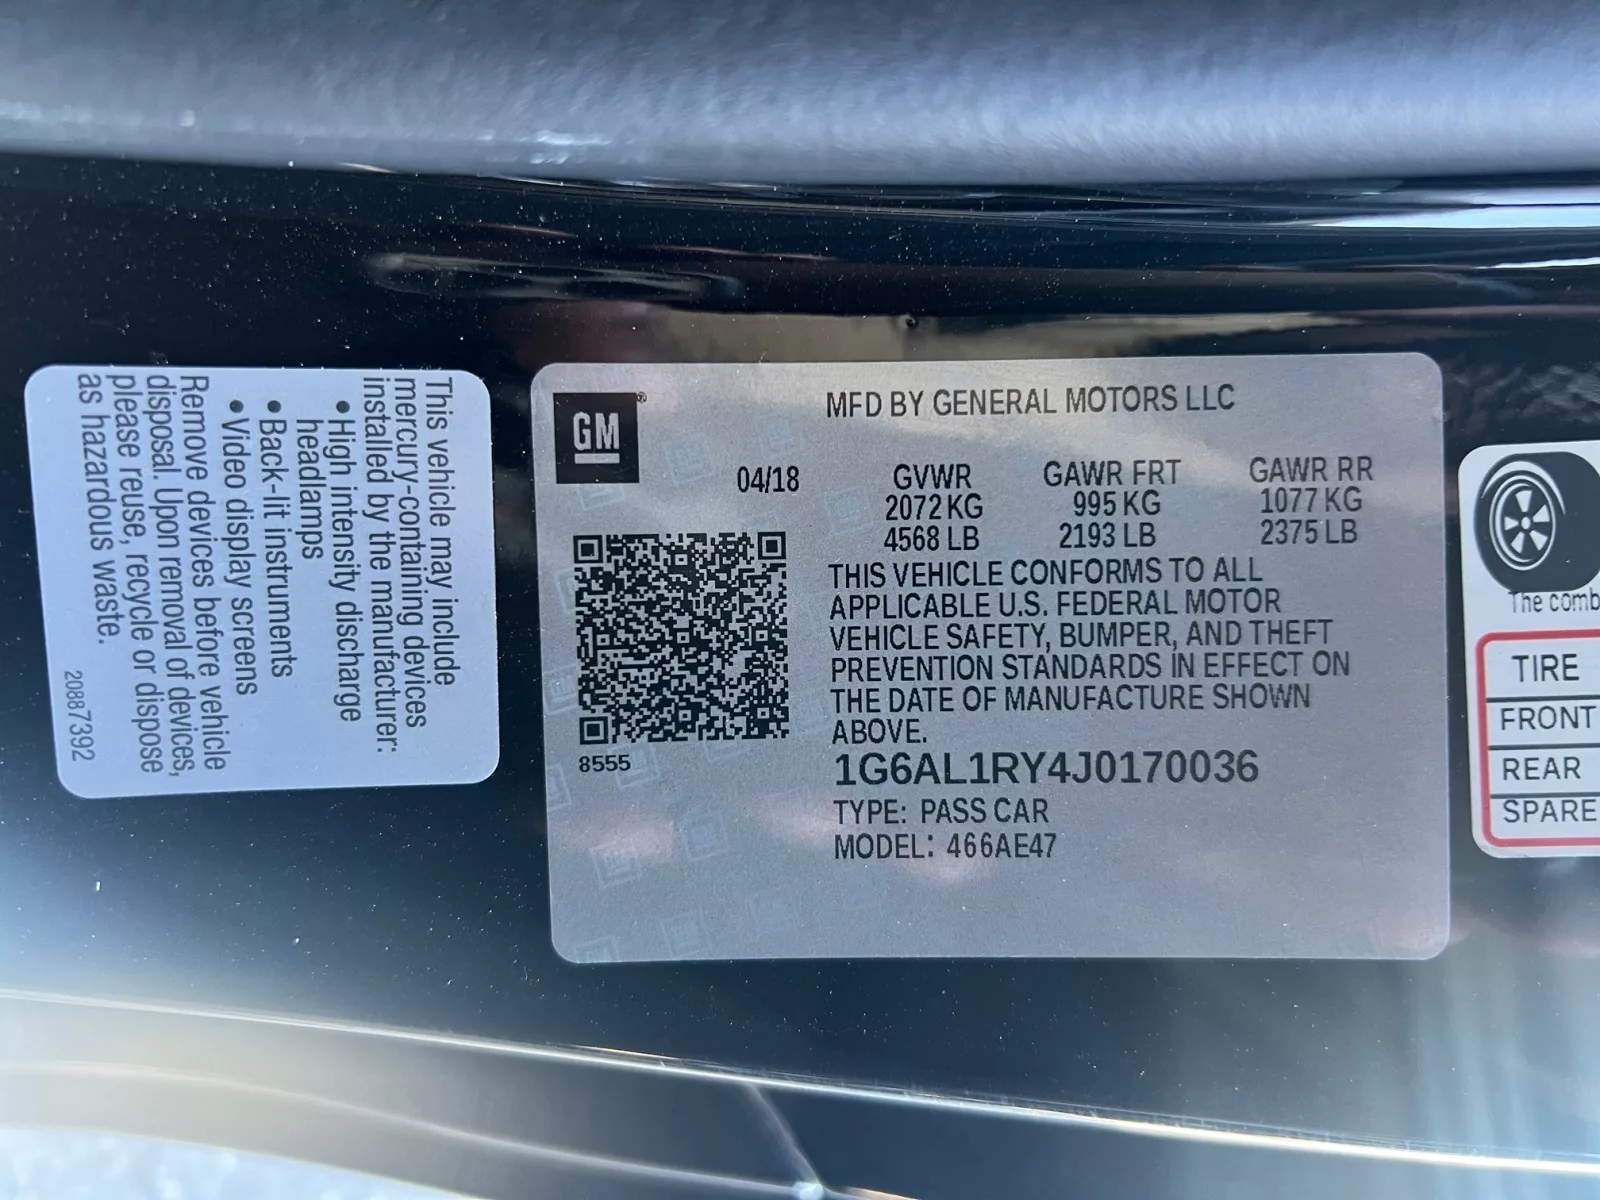 This vehicle may include
mercury-containing devices
installed by the manufacturer:
• High intensity discharge
headlamps
• Back-lit instruments
• Video display screens
Remove devices before vehicle
disposal. Upon removal of devices,
please reuse, recycle or dispose
as hazardous waste.
20887392
GM®
MFD BY GENERAL MOTORS LLC
04/18
GVWR GAWR FRT GAWR RR
2072 KG 995 KG 1077 KG
4568 LB 2193 LB 2375 LB
THIS VEHICLE CONFORMS TO ALL
APPLICABLE U.S. FEDERAL MOTOR
VEHICLE SAFETY, BUMPER, AND THEFT
PREVENTION STANDARDS IN EFFECT ON
THE DATE OF MANUFACTURE SHOWN
ABOVE.
8555
1G6AL1RY4J0170036
TYPE: PASS CAR
MODEL: 466AE47
The comb
TIRE
FRONT
REAR
SPARE